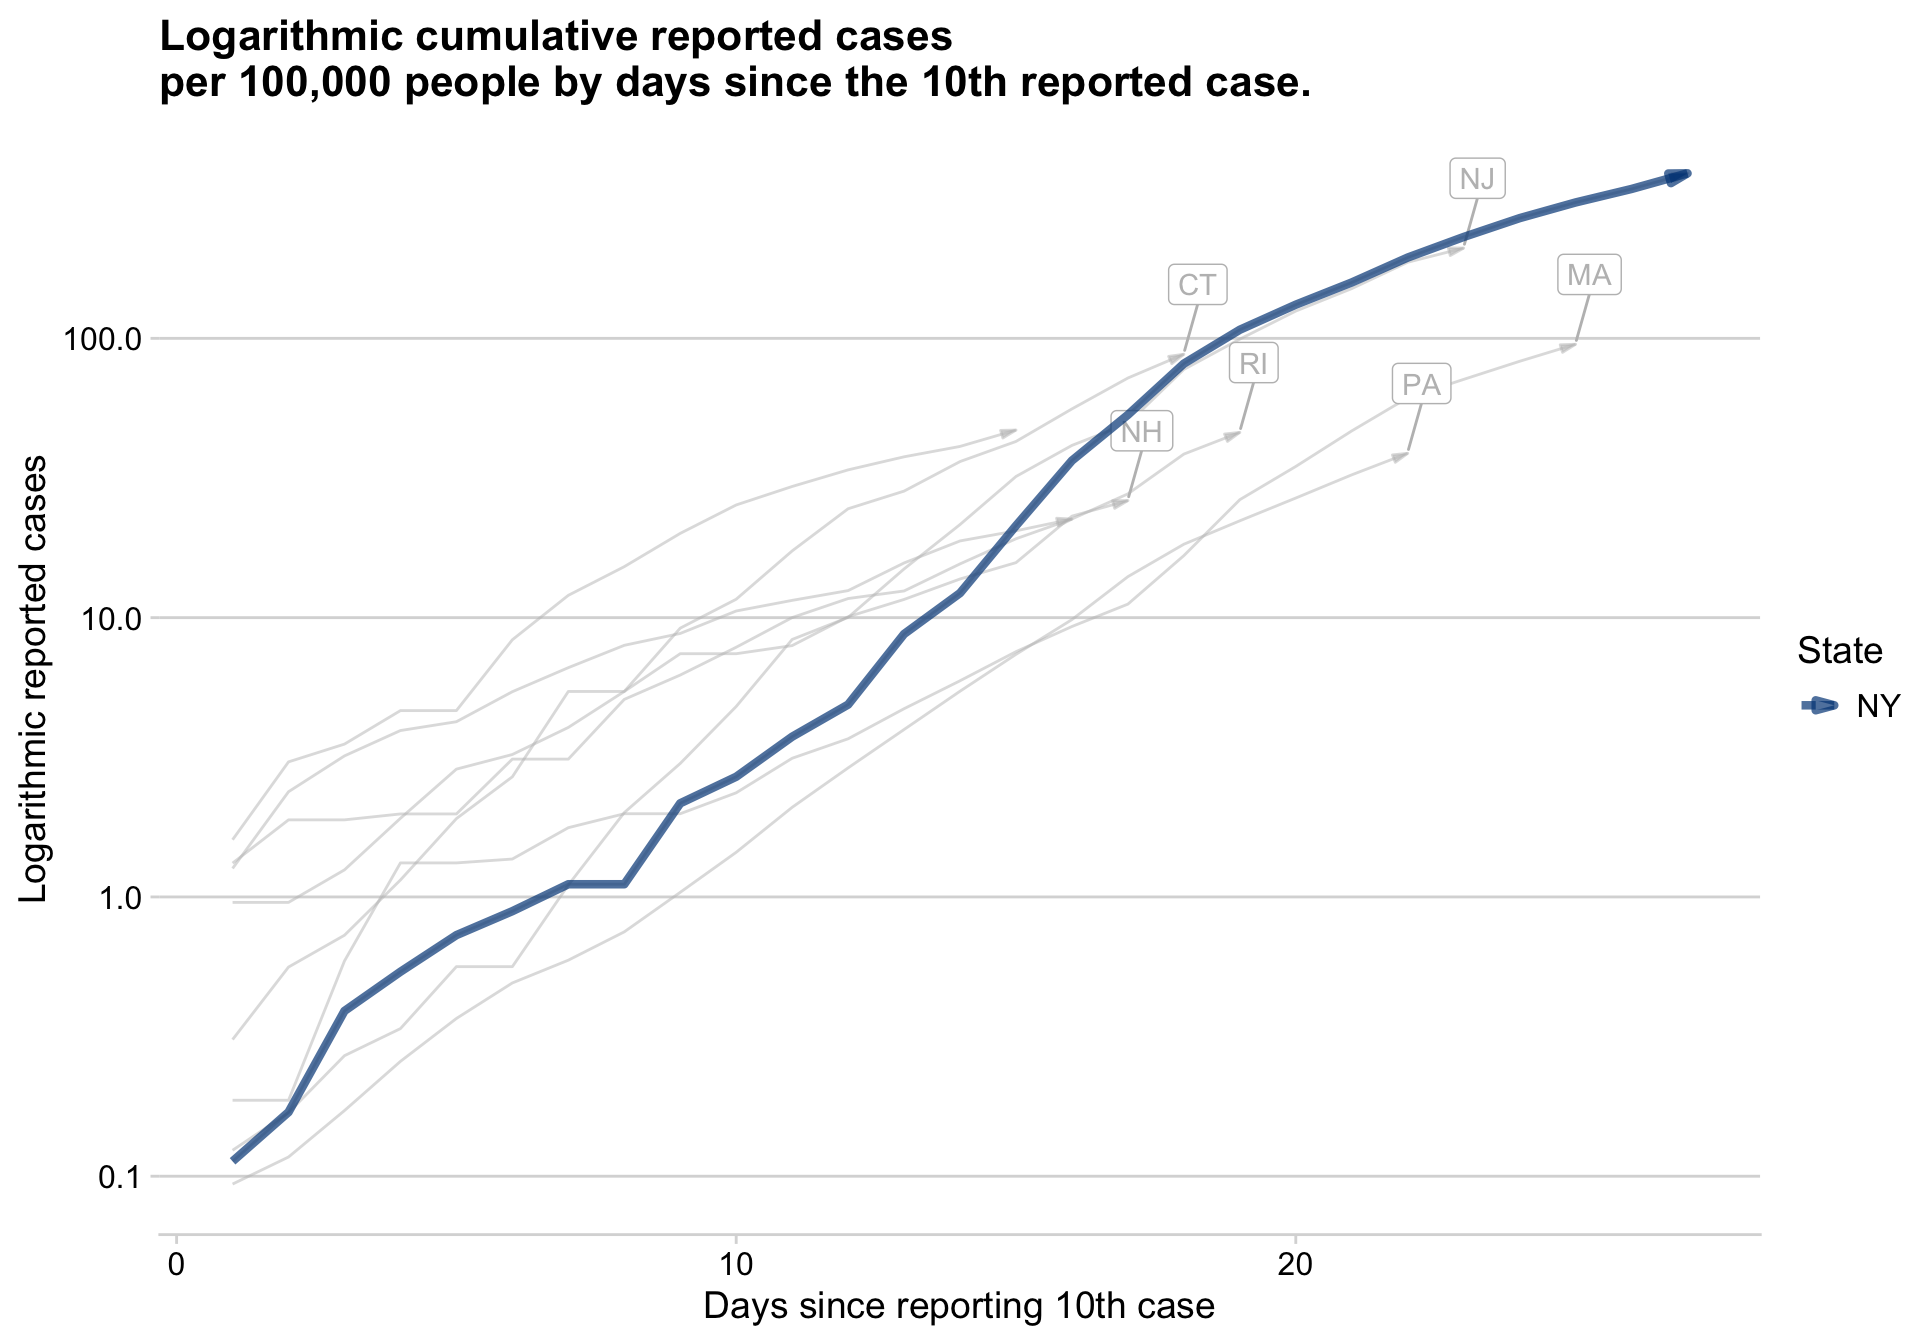 Logarithmic cumulative reported cases
per 100,000 people by days since the 10th reported case.
NJ
CT
MA
RI
PA
NH
100.0
10.0
1.0
0.1
Logarithmic reported cases
State
NY
0
10
20
Days since reporting 10th case